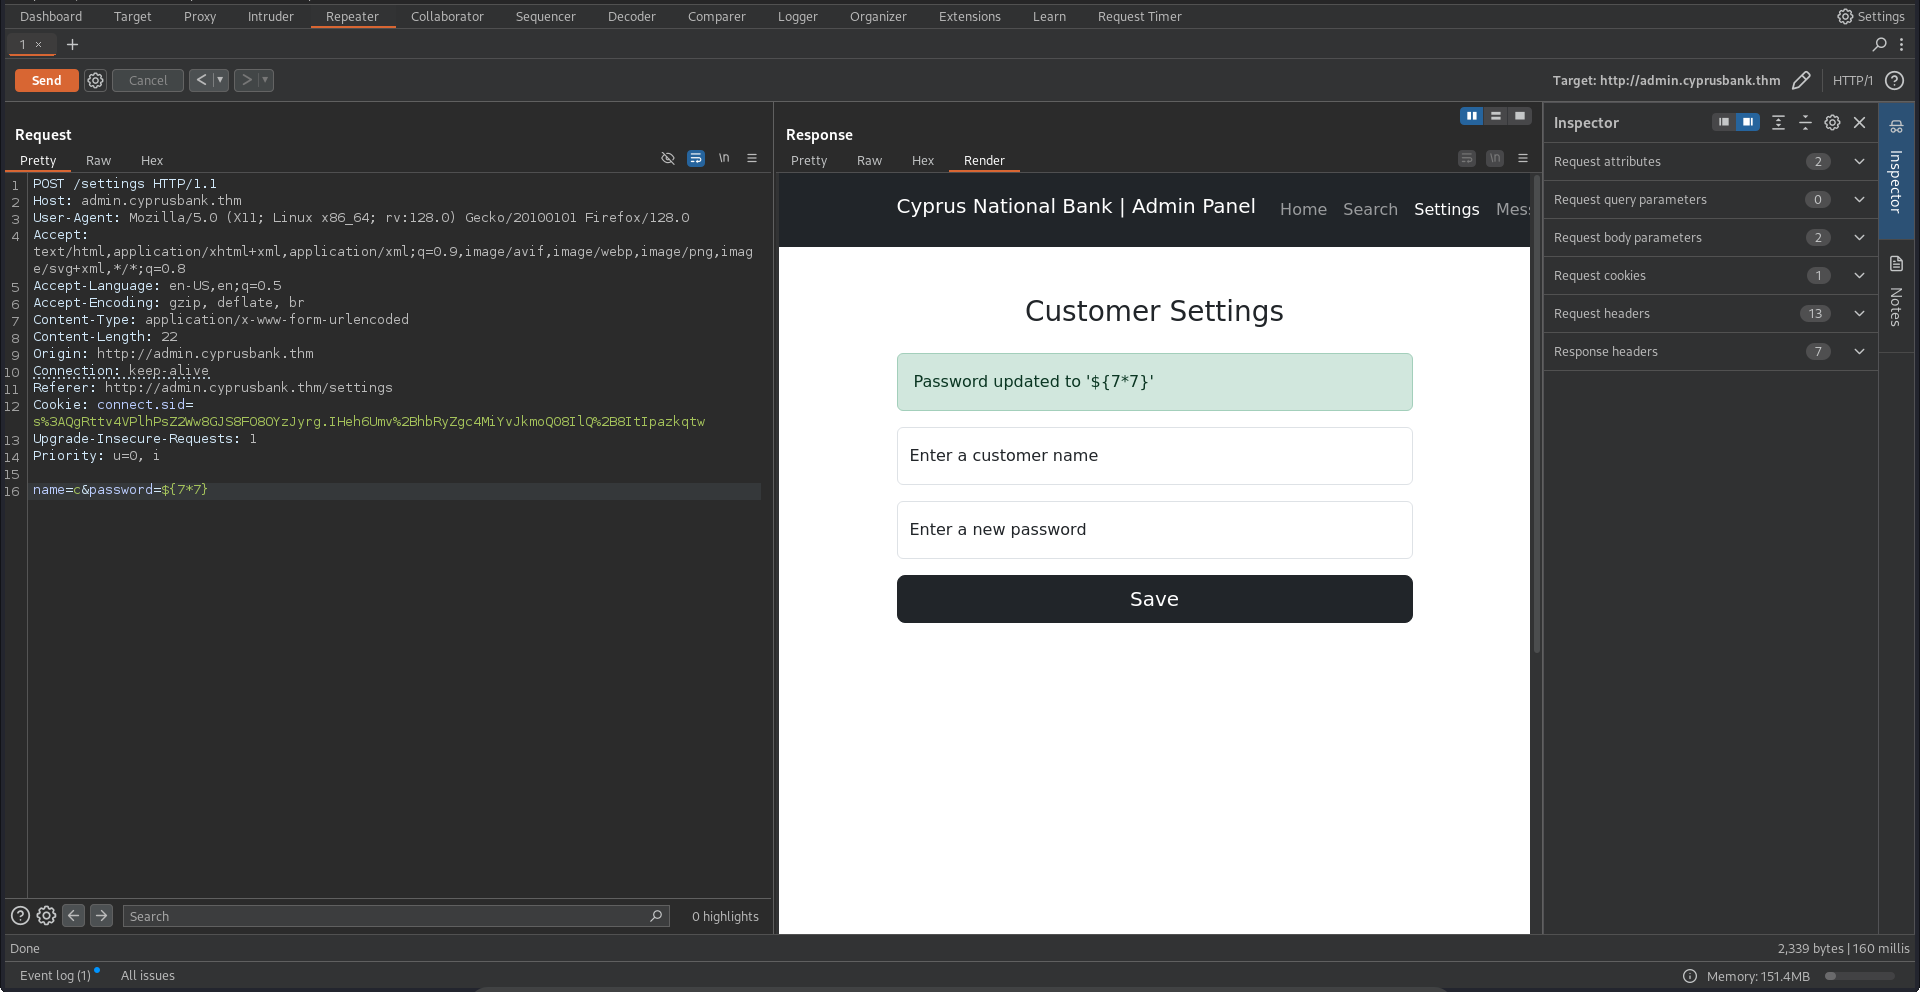 Dashboard Target Proxy Intruder Repeater Collaborator Sequencer Decoder Comparer Logger Organizer Extensions Learn Request Timer Settings
1 × +
Send Cancel < >
Target: http://admin.cyprusbank.thm HTTP/1
Request
Pretty Raw Hex
\n
1 POST /settings HTTP/1.1
2 Host: admin.cyprusbank.thm
3 User-Agent: Mozilla/5.0 (X11; Linux x86_64; rv:128.0) Gecko/20100101 Firefox/128.0
4 Accept:
text/html,application/xhtml+xml,application/xml;q=0.9,image/avif,image/webp,image/png,imag
e/svg+xml,*/*;q=0.8
5 Accept-Language: en-US,en;q=0.5
6 Accept-Encoding: gzip, deflate, br
7 Content-Type: application/x-www-form-urlencoded
8 Content-Length: 22
9 Origin: http://admin.cyprusbank.thm
10 Connection: keep-alive
11 Referer: http://admin.cyprusbank.thm/settings
12 Cookie: connect.sid=
s%3AQgRttv4VPlhPsZ2Ww8GJS8FO8OYzJyrg.IHeh6Umv%2BhbRyZgc4MiYvJkmoQO8IlQ%2B8ItIpazkqtw
13 Upgrade-Insecure-Requests: 1
14 Priority: u=0, i
15
16 name=c&password=${7*7}
Search
0 highlights
Response
Pretty Raw Hex Render
\n
Cyprus National Bank | Admin Panel Home Search Settings Mes
Customer Settings
Password updated to '${7*7}'
Enter a customer name
Enter a new password
Save
Inspector
Request attributes 2
Request query parameters 0
Request body parameters 2
Request cookies 1
Request headers 13
Response headers 7
Inspector
Notes
Done
2,339 bytes | 160 millis
Event log (1) All issues
Memory: 151.4MB